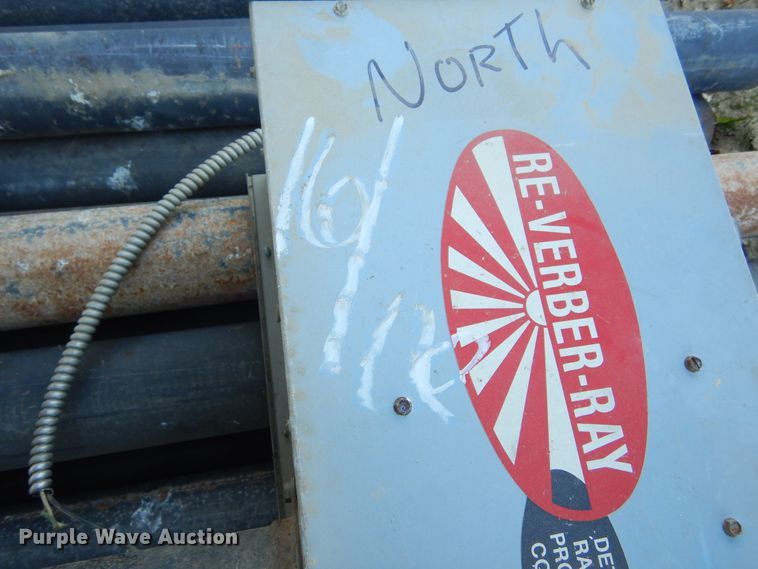 NORTh
16/12
RE-VERBER-RAY
Purple Wave Auction